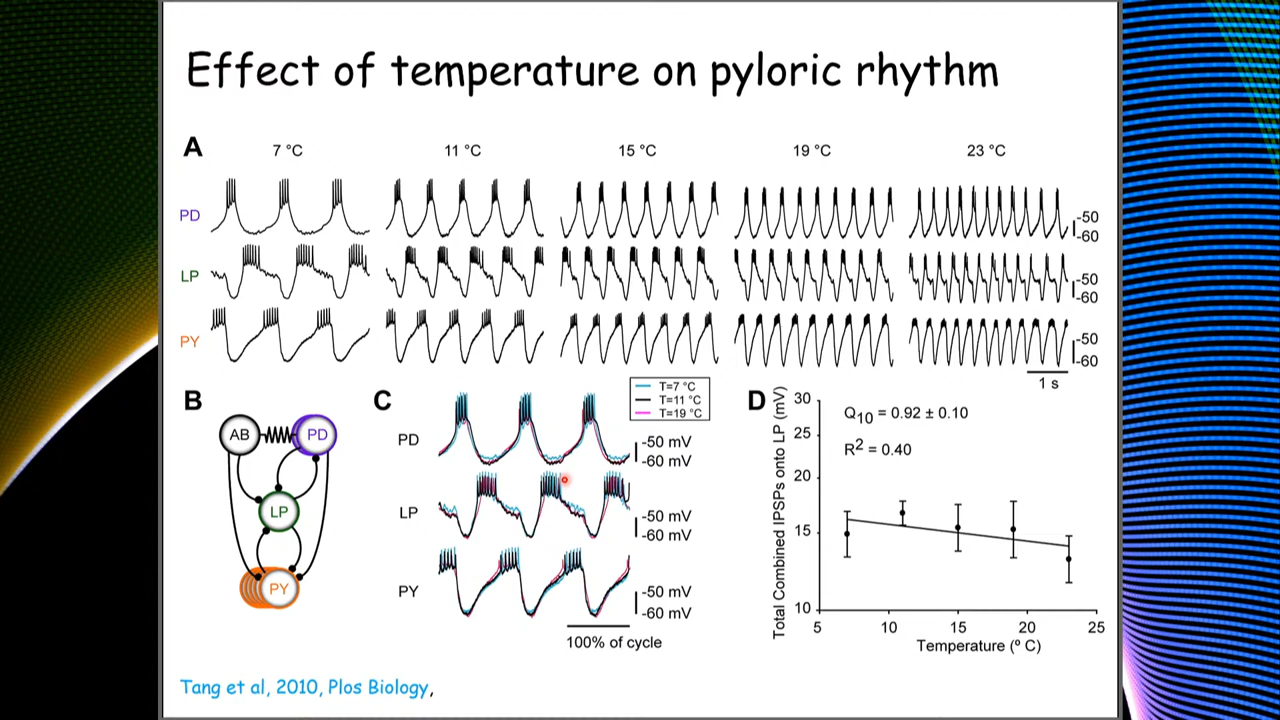 Effect of temperature on pyloric rhythm
A
7 °C 11 °C 15 °C 19 °C 23 °C
PD
-50
-60
LP
-50
-60
PY
-50
-60
1 s
B
AB PD
LP
PY
C
T=7 °C
T=11 °C
T=19 °C
PD
-50 mV
-60 mV
LP
-50 mV
-60 mV
PY
-50 mV
-60 mV
100% of cycle
D
Total Combined IPSPs onto LP (mV)
30
25
20
15
10
Q10 = 0.92 ± 0.10
R2 = 0.40
5 10 15 20 25
Temperature (º C)
Tang et al, 2010, Plos Biology,